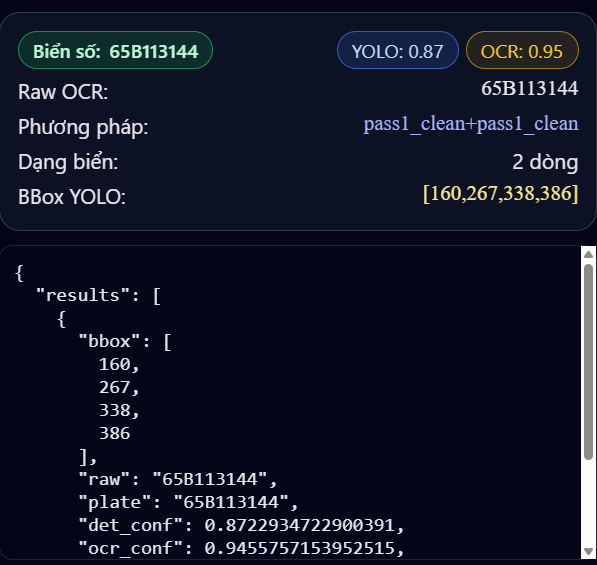 Biển số: 65B113144 YOLO: 0.87 OCR: 0.95
Raw OCR: 65B113144
Phương pháp: pass1_clean+pass1_clean
Dạng biển: 2 dòng
BBox YOLO: [160,267,338,386]
{
  "results": [
    {
      "bbox": [
        160,
        267,
        338,
        386
      ],
      "raw": "65B113144",
      "plate": "65B113144",
      "det_conf": 0.8722934722900391,
      "ocr_conf": 0.9455757153952515,